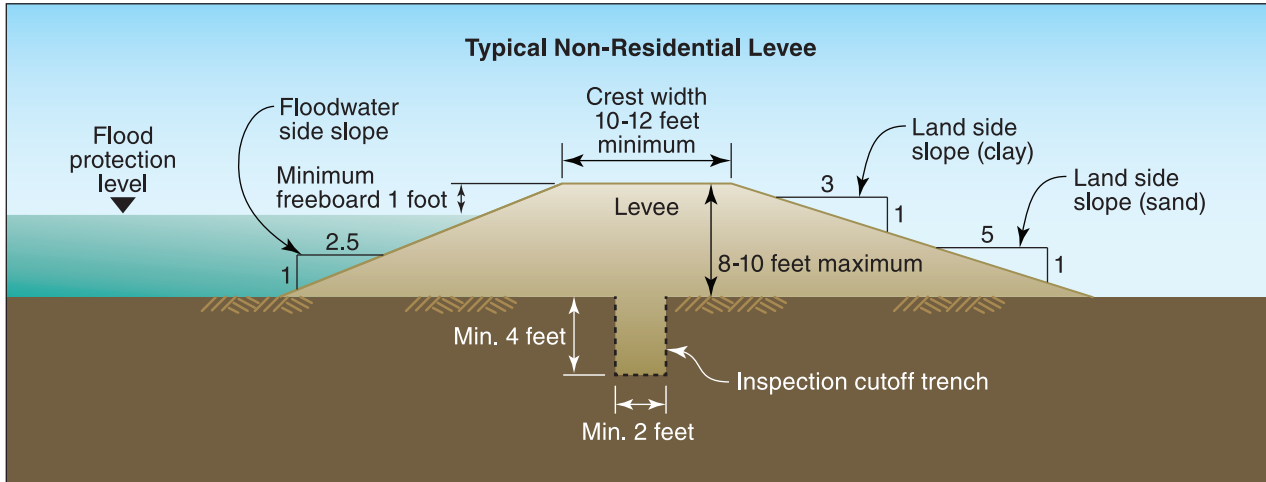 Typical Non-Residential Levee
Flood
protection
level
Floodwater
side slope
Minimum
freeboard 1 foot
Crest width
10-12 feet
minimum
Land side
slope (clay)
Land side
slope (sand)
Levee
2.5
1
3
1
5
1
8-10 feet maximum
Min. 4 feet
Inspection cutoff trench
Min. 2 feet